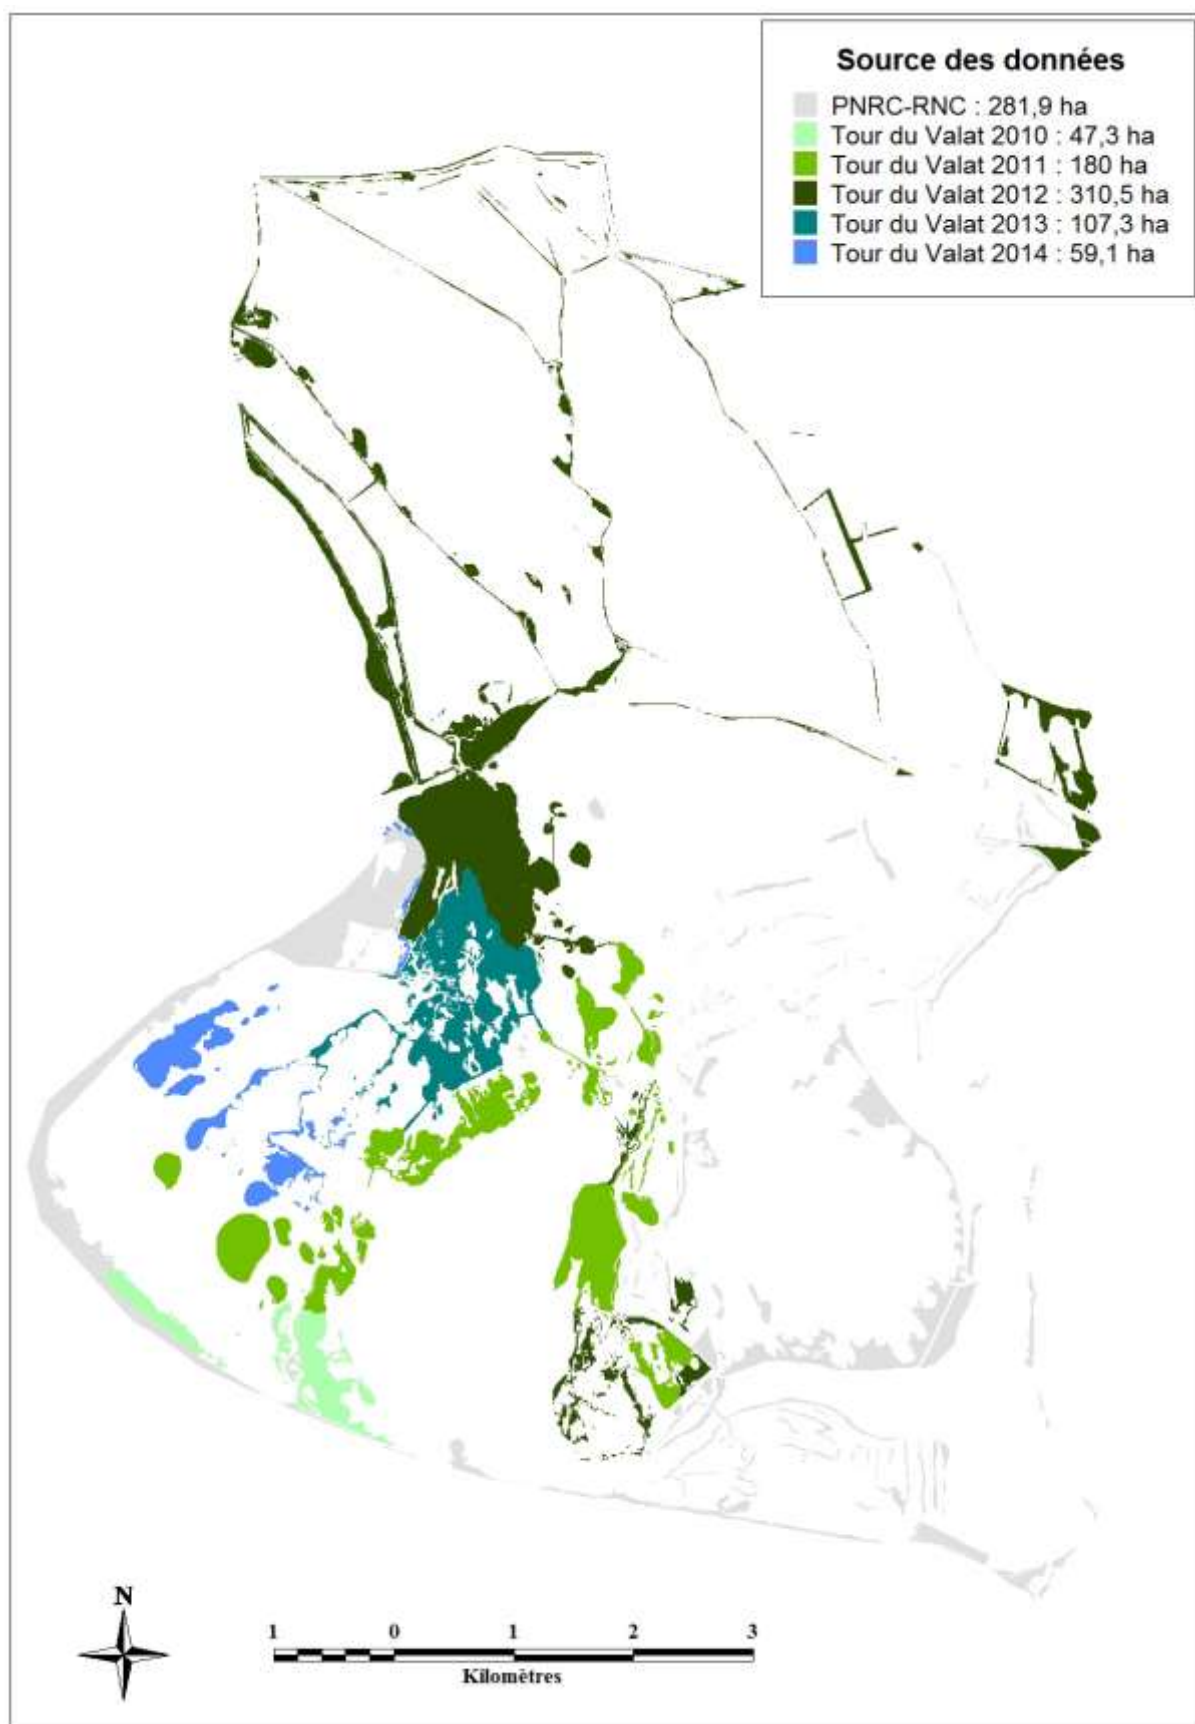 Source des données
PNRC-RNC : 281,9 ha
Tour du Valat 2010 : 47,3 ha
Tour du Valat 2011 : 180 ha
Tour du Valat 2012 : 310,5 ha
Tour du Valat 2013 : 107,3 ha
Tour du Valat 2014 : 59,1 ha
N
1 0 1 2 3
Kilomètres